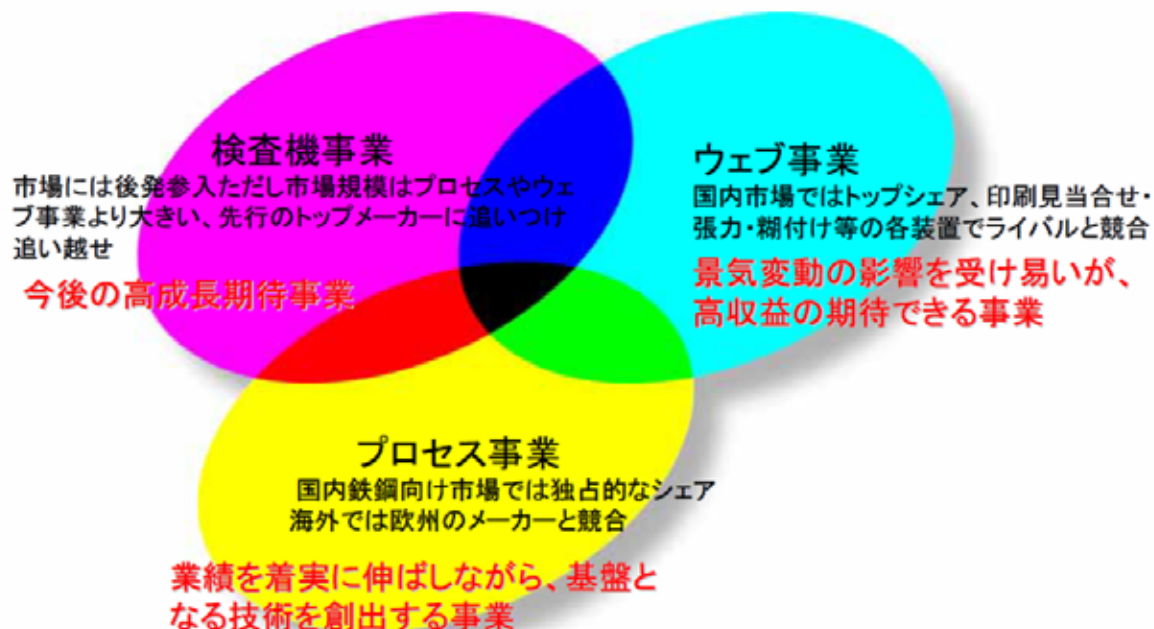 検査機事業
市場には後発参入ただし市場規模はプロセスやウェ
ブ事業より大きい、先行のトップメーカーに追いつけ
追い越せ
今後の高成長期待事業
ウェブ事業
国内市場ではトップシェア、印刷見当合せ・
張力・糊付け等の各装置でライバルと競合
景気変動の影響を受け易いが、
高収益の期待できる事業
プロセス事業
国内鉄鋼向け市場では独占的なシェア
海外では欧州のメーカーと競合
業績を着実に伸ばしながら、基盤と
なる技術を創出する事業